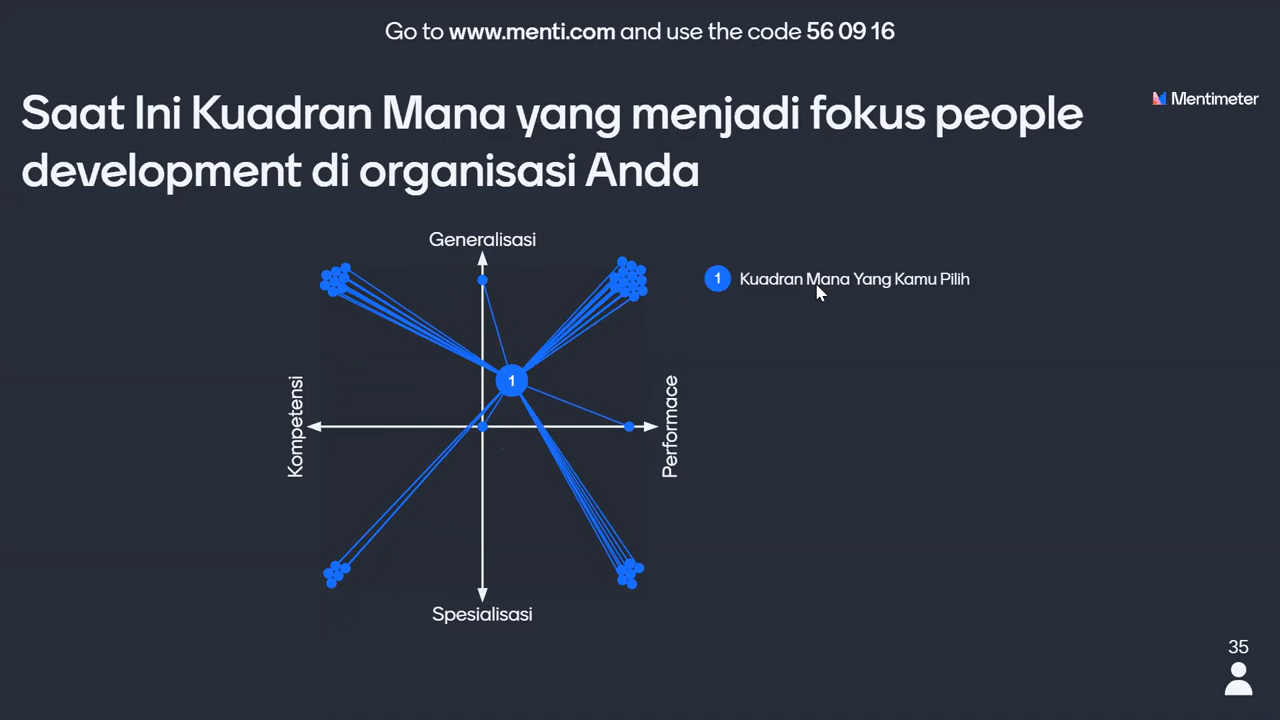 Go to www.menti.com and use the code 56 09 16
Saat Ini Kuadran Mana yang menjadi fokus people
development di organisasi Anda
Mentimeter
Generalisasi
1 Kuadran Mana Yang Kamu Pilih
1
Kompetensi
Performace
Spesialisasi
35